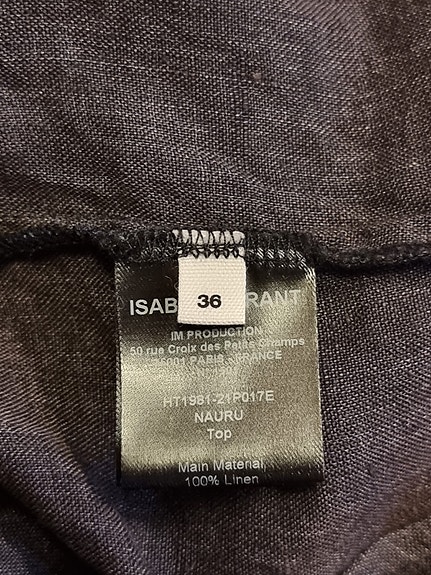 36
ISAB RANT
IM PRODUCTION
50 rue Croix des Petits Champs
PARIS FRANCE
HT1981-21P017E
NAURU
Top
Main Material
100% Linen